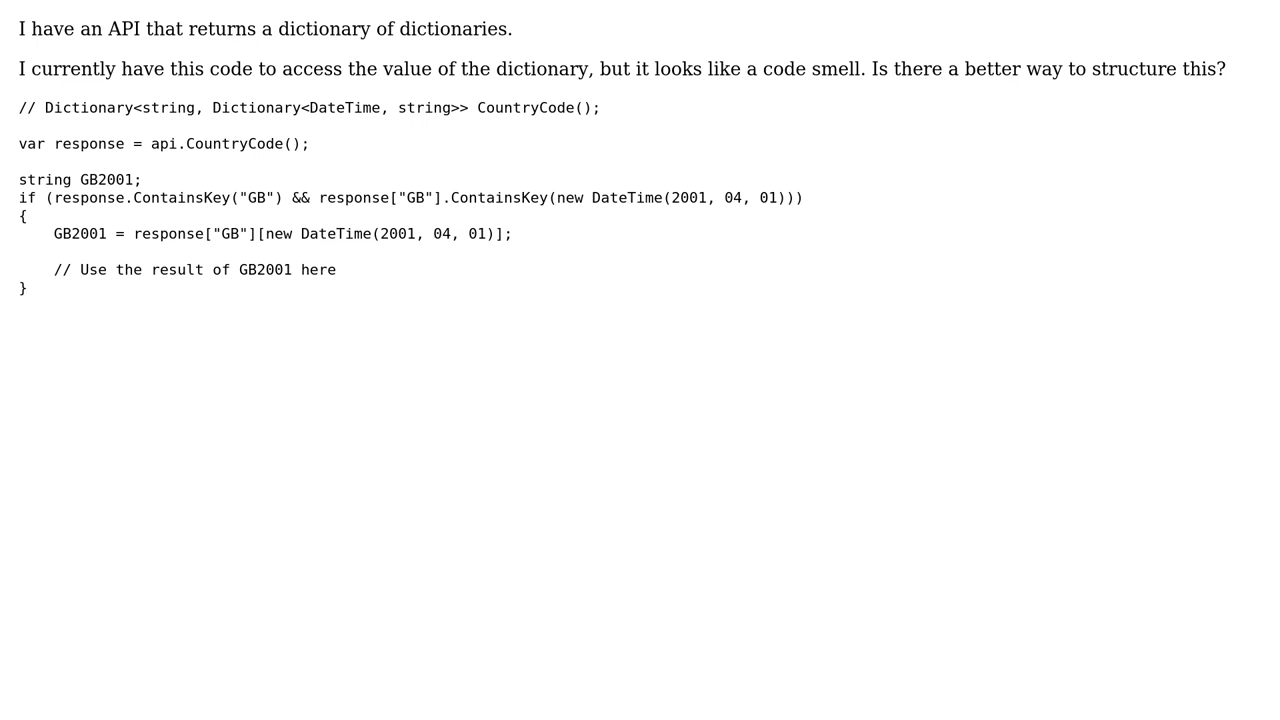 I have an API that returns a dictionary of dictionaries.
I currently have this code to access the value of the dictionary, but it looks like a code smell. Is there a better way to structure this?
// Dictionary<string, Dictionary<DateTime, string>> CountryCode();
var response = api.CountryCode();
string GB2001;
if (response.ContainsKey("GB") && response["GB"].ContainsKey(new DateTime(2001, 04, 01)))
{
    GB2001 = response["GB"][new DateTime(2001, 04, 01)];
    // Use the result of GB2001 here
}